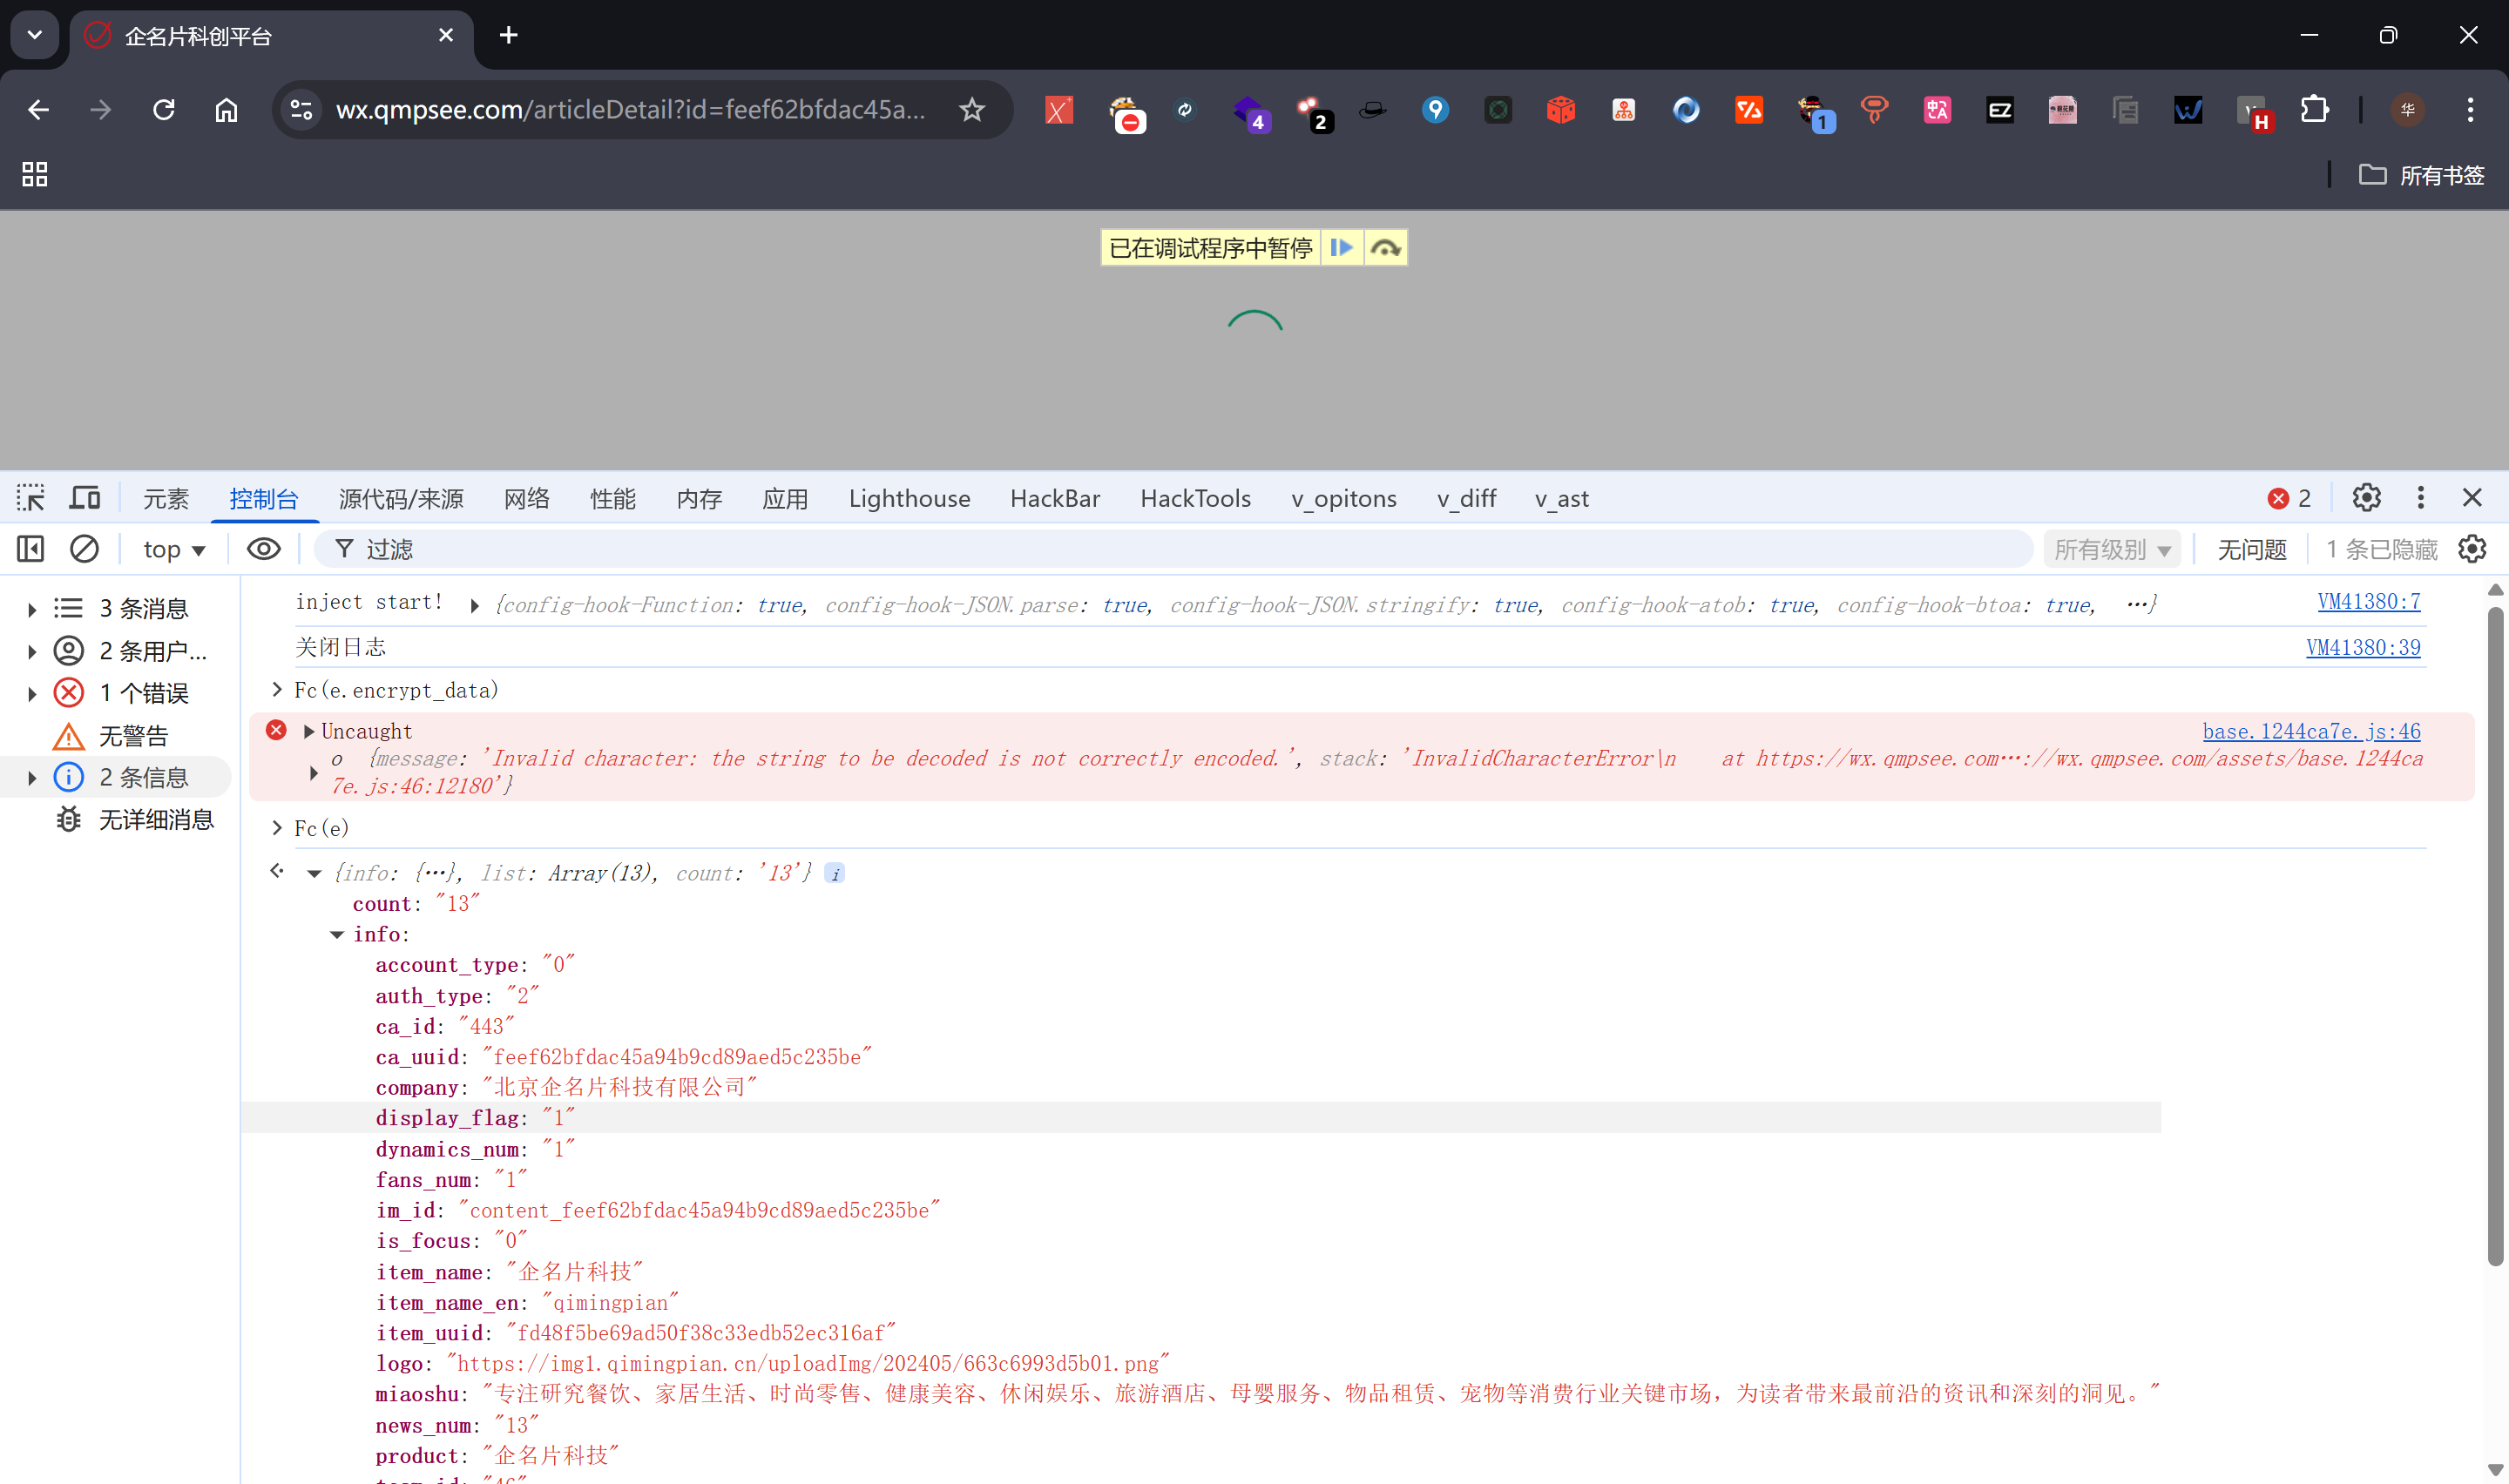 企名片科创平台
wx.qmpsee.com/articleDetail?id=feef62bfdac45a...
4
2
1
EZ
H
华
所有书签
已在调试程序中暂停
元素 控制台 源代码/来源 网络 性能 内存 应用 Lighthouse HackBar HackTools v_opitons v_diff v_ast 2
top 过滤 所有级别 无问题 1 条已隐藏
3 条消息
2 条用户...
1 个错误
无警告
2 条信息
无详细消息
inject start! {config-hook-Function: true, config-hook-JSON.parse: true, config-hook-JSON.stringify: true, config-hook-atob: true, config-hook-btoa: true, …} VM41380:7
关闭日志 VM41380:39
Fc(e.encrypt_data)
Uncaught base.1244ca7e.js:46
o {message: 'Invalid character: the string to be decoded is not correctly encoded.', stack: 'InvalidCharacterError\n at https://wx.qmpsee.com…://wx.qmpsee.com/assets/base.1244ca
7e.js:46:12180'}
Fc(e)
{info: {…}, list: Array(13), count: '13'} i
count: "13"
info:
account_type: "0"
auth_type: "2"
ca_id: "443"
ca_uuid: "feef62bfdac45a94b9cd89aed5c235be"
company: "北京企名片科技有限公司"
display_flag: "1"
dynamics_num: "1"
fans_num: "1"
im_id: "content_feef62bfdac45a94b9cd89aed5c235be"
is_focus: "0"
item_name: "企名片科技"
item_name_en: "qimingpian"
item_uuid: "fd48f5be69ad50f38c33edb52ec316af"
logo: "https://img1.qimingpian.cn/uploadImg/202405/663c6993d5b01.png"
miaoshu: "专注研究餐饮、家居生活、时尚零售、健康美容、休闲娱乐、旅游酒店、母婴服务、物品租赁、宠物等消费行业关键市场，为读者带来最前沿的资讯和深刻的洞见。"
news_num: "13"
product: "企名片科技"